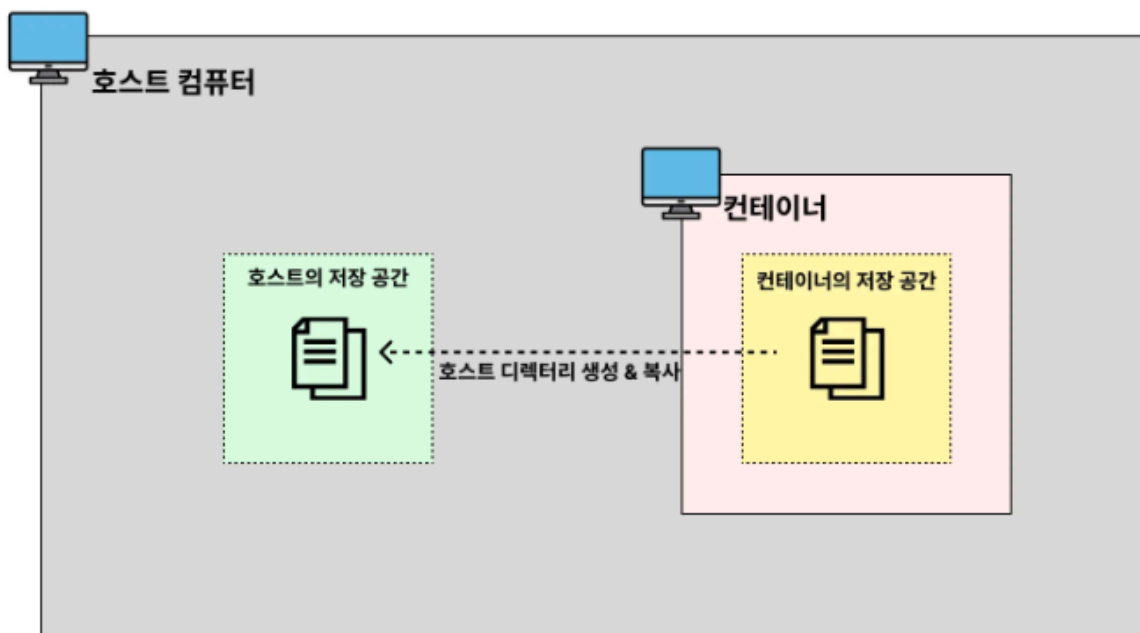 호스트 컴퓨터
컨테이너
호스트의 저장 공간
컨테이너의 저장 공간
호스트 디렉터리 생성 & 복사